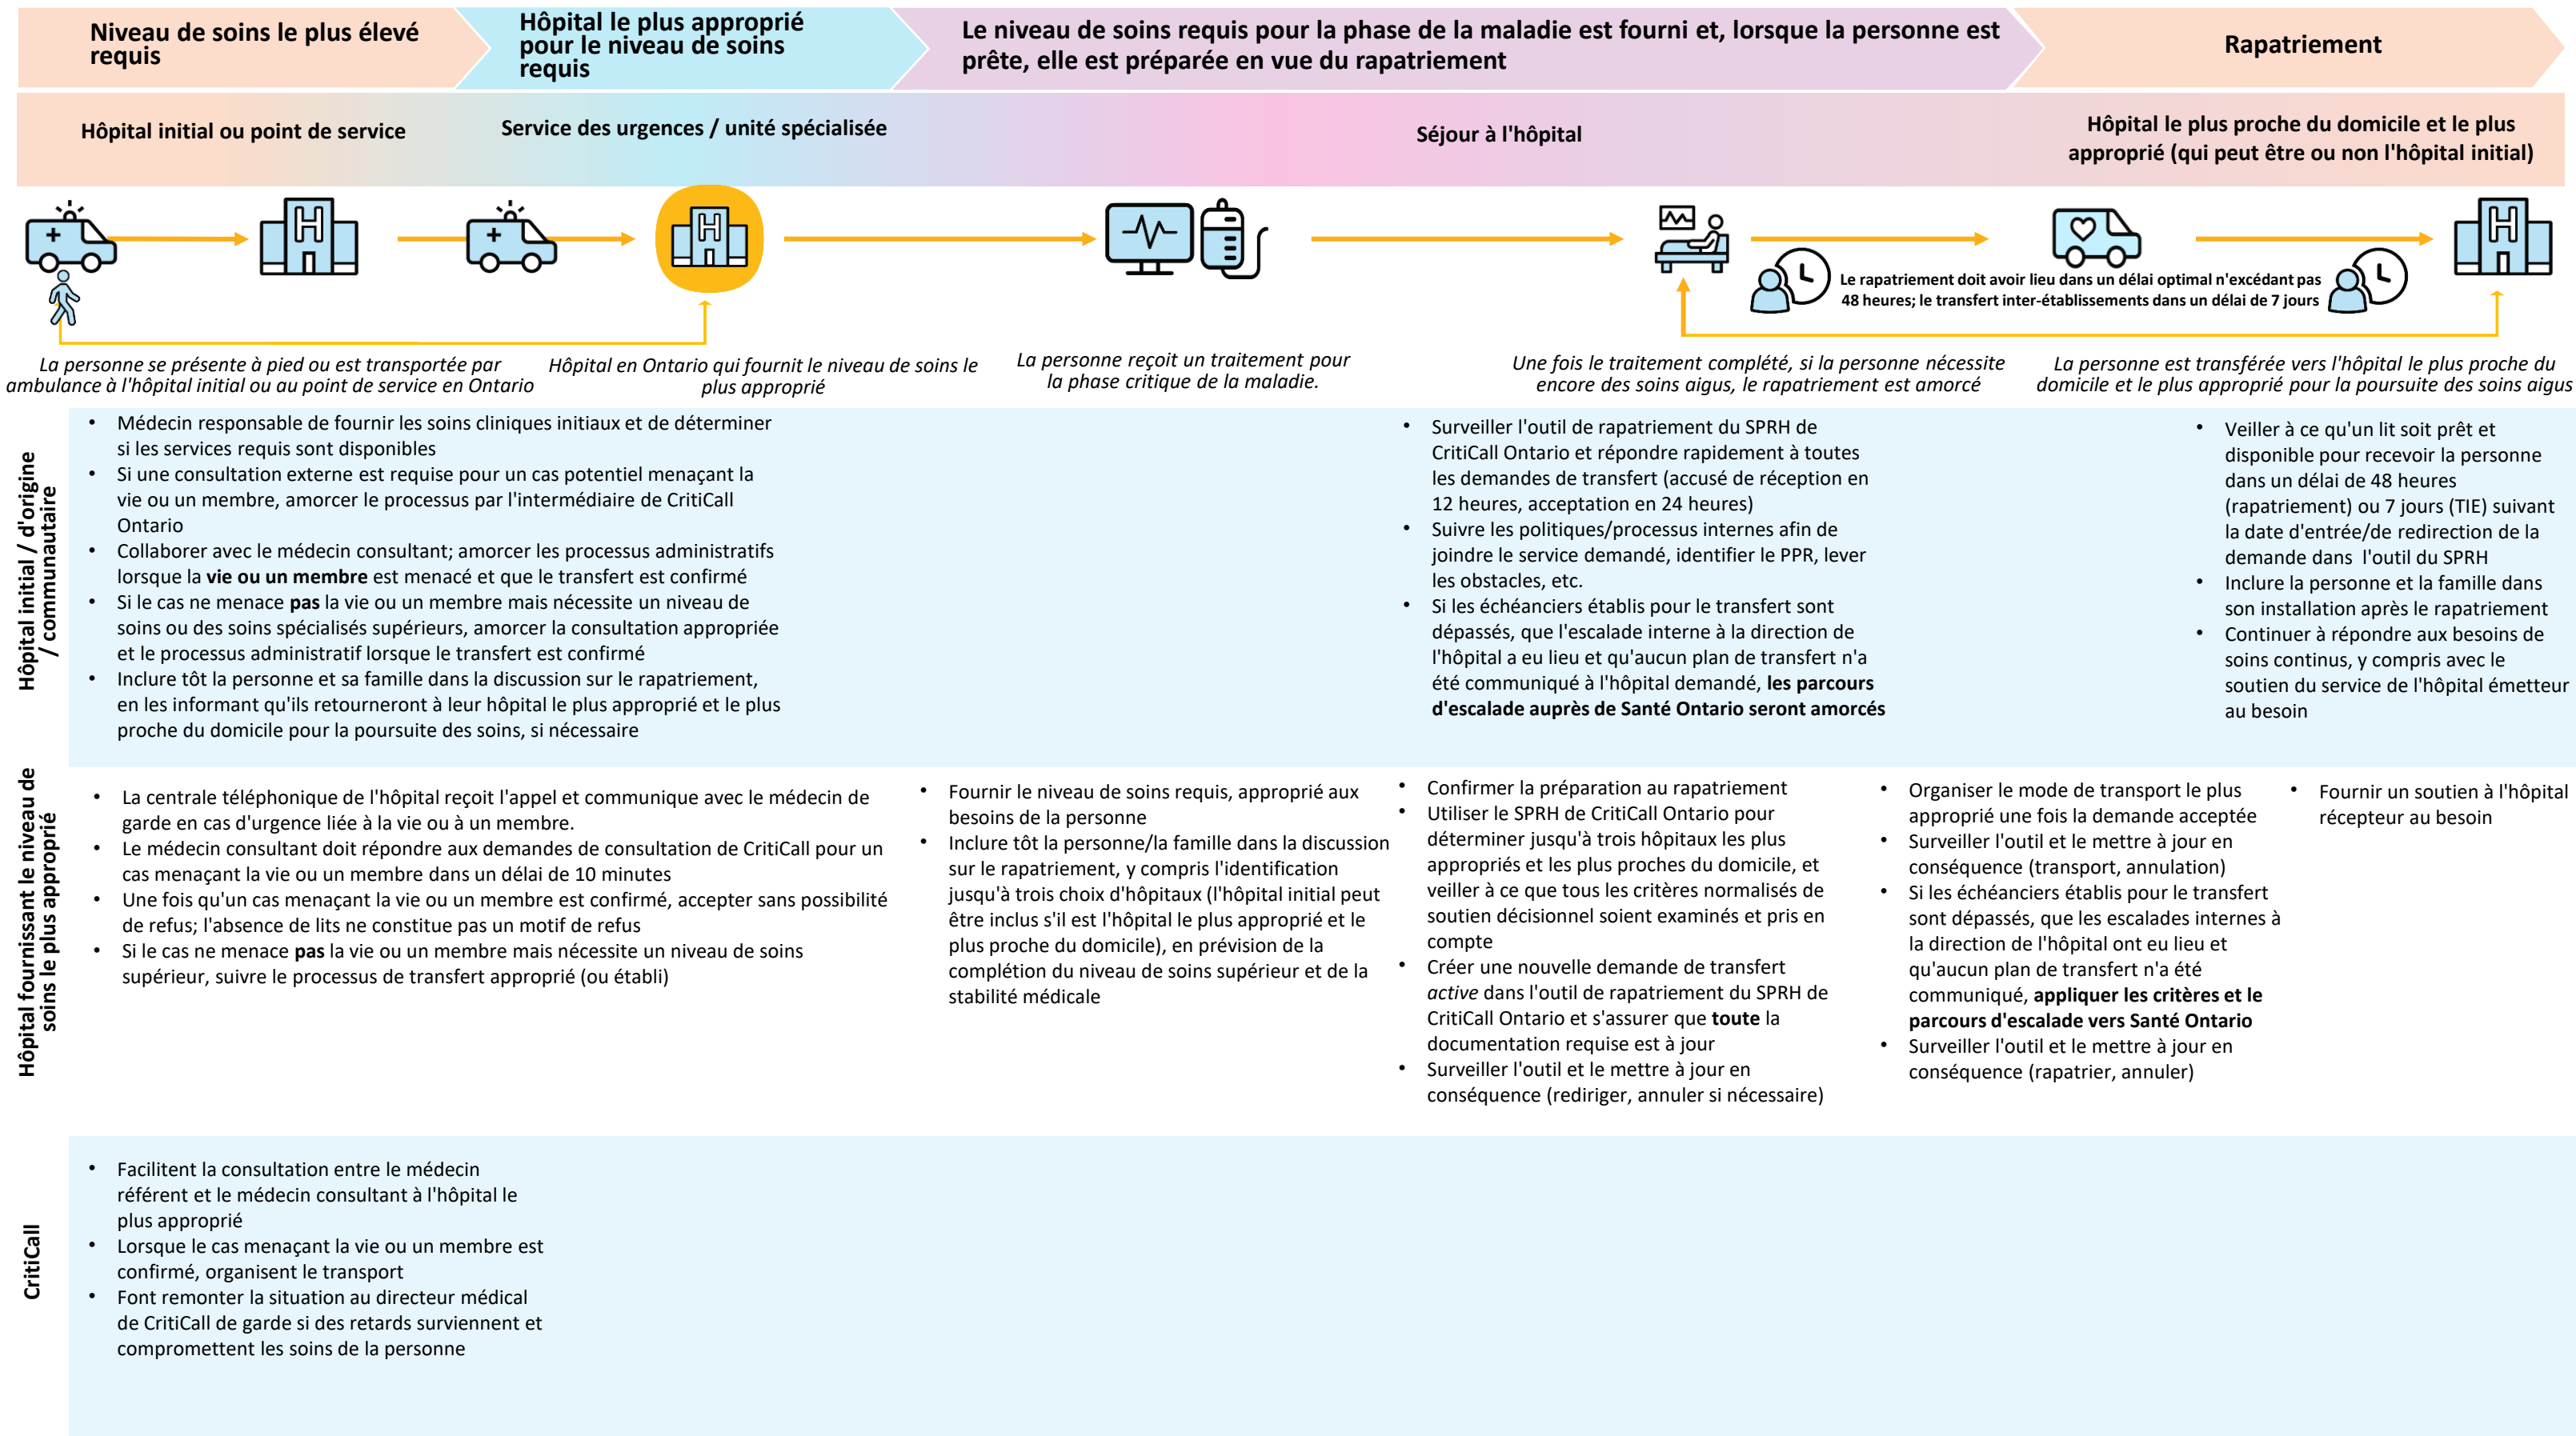 Niveau de soins le plus élevé
requis
Hôpital le plus approprié
pour le niveau de soins
requis
Le niveau de soins requis pour la phase de la maladie est fourni et, lorsque la personne est
prête, elle est préparée en vue du rapatriement
Rapatriement
Hôpital initial ou point de service
Service des urgences / unité spécialisée
Séjour à l'hôpital
Hôpital le plus proche du domicile et le plus
approprié (qui peut être ou non l'hôpital initial)
H
H
H
Le rapatriement doit avoir lieu dans un délai optimal n'excédant pas
48 heures; le transfert inter-établissements dans un délai de 7 jours
La personne se présente à pied ou est transportée par
ambulance à l'hôpital initial ou au point de service en Ontario
Hôpital en Ontario qui fournit le niveau de soins le
plus approprié
La personne reçoit un traitement pour
la phase critique de la maladie.
Une fois le traitement complété, si la personne nécessite
encore des soins aigus, le rapatriement est amorcé
La personne est transférée vers l'hôpital le plus proche du
domicile et le plus approprié pour la poursuite des soins aigus
Hôpital initial / d'origine
/ communautaire
• Médecin responsable de fournir les soins cliniques initiaux et de déterminer
si les services requis sont disponibles
• Si une consultation externe est requise pour un cas potentiel menaçant la
vie ou un membre, amorcer le processus par l'intermédiaire de CritiCall
Ontario
• Collaborer avec le médecin consultant; amorcer les processus administratifs
lorsque la vie ou un membre est menacé et que le transfert est confirmé
• Si le cas ne menace pas la vie ou un membre mais nécessite un niveau de
soins ou des soins spécialisés supérieurs, amorcer la consultation appropriée
et le processus administratif lorsque le transfert est confirmé
• Inclure tôt la personne et sa famille dans la discussion sur le rapatriement,
en les informant qu'ils retourneront à leur hôpital le plus approprié et le plus
proche du domicile pour la poursuite des soins, si nécessaire
• Surveiller l'outil de rapatriement du SPRH de
CritiCall Ontario et répondre rapidement à toutes
les demandes de transfert (accusé de réception en
12 heures, acceptation en 24 heures)
• Suivre les politiques/processus internes afin de
joindre le service demandé, identifier le PPR, lever
les obstacles, etc.
• Si les échéanciers établis pour le transfert sont
dépassés, que l'escalade interne à la direction de
l'hôpital a eu lieu et qu'aucun plan de transfert n'a
été communiqué à l'hôpital demandé, les parcours
d'escalade auprès de Santé Ontario seront amorcés
• Veiller à ce qu'un lit soit prêt et
disponible pour recevoir la personne
dans un délai de 48 heures
(rapatriement) ou 7 jours (TIE) suivant
la date d'entrée/de redirection de la
demande dans l'outil du SPRH
• Inclure la personne et la famille dans
son installation après le rapatriement
• Continuer à répondre aux besoins de
soins continus, y compris avec le
soutien du service de l'hôpital émetteur
au besoin
Hôpital fournissant le niveau de
soins le plus approprié
• La centrale téléphonique de l'hôpital reçoit l'appel et communique avec le médecin de
garde en cas d'urgence liée à la vie ou à un membre.
• Le médecin consultant doit répondre aux demandes de consultation de CritiCall pour un
cas menaçant la vie ou un membre dans un délai de 10 minutes
• Une fois qu'un cas menaçant la vie ou un membre est confirmé, accepter sans possibilité
de refus; l'absence de lits ne constitue pas un motif de refus
• Si le cas ne menace pas la vie ou un membre mais nécessite un niveau de soins
supérieur, suivre le processus de transfert approprié (ou établi)
• Fournir le niveau de soins requis, approprié aux
besoins de la personne
• Inclure tôt la personne/la famille dans la discussion
sur le rapatriement, y compris l'identification
jusqu'à trois choix d'hôpitaux (l'hôpital initial peut
être inclus s'il est l'hôpital le plus approprié et le
plus proche du domicile), en prévision de la
complétion du niveau de soins supérieur et de la
stabilité médicale
• Confirmer la préparation au rapatriement
• Utiliser le SPRH de CritiCall Ontario pour
déterminer jusqu'à trois hôpitaux les plus
appropriés et les plus proches du domicile, et
veiller à ce que tous les critères normalisés de
soutien décisionnel soient examinés et pris en
compte
• Créer une nouvelle demande de transfert
active dans l'outil de rapatriement du SPRH de
CritiCall Ontario et s'assurer que toute la
documentation requise est à jour
• Surveiller l'outil et le mettre à jour en
conséquence (rediriger, annuler si nécessaire)
• Organiser le mode de transport le plus
approprié une fois la demande acceptée
• Surveiller l'outil et le mettre à jour en
conséquence (transport, annulation)
• Si les échéanciers établis pour le transfert
sont dépassés, que les escalades internes à
la direction de l'hôpital ont eu lieu et
qu'aucun plan de transfert n'a été
communiqué, appliquer les critères et le
parcours d'escalade vers Santé Ontario
• Surveiller l'outil et le mettre à jour en
conséquence (rapatrier, annuler)
• Fournir un soutien à l'hôpital
récepteur au besoin
CritiCall
• Facilitent la consultation entre le médecin
référent et le médecin consultant à l'hôpital le
plus approprié
• Lorsque le cas menaçant la vie ou un membre est
confirmé, organisent le transport
• Font remonter la situation au directeur médical
de CritiCall de garde si des retards surviennent et
compromettent les soins de la personne